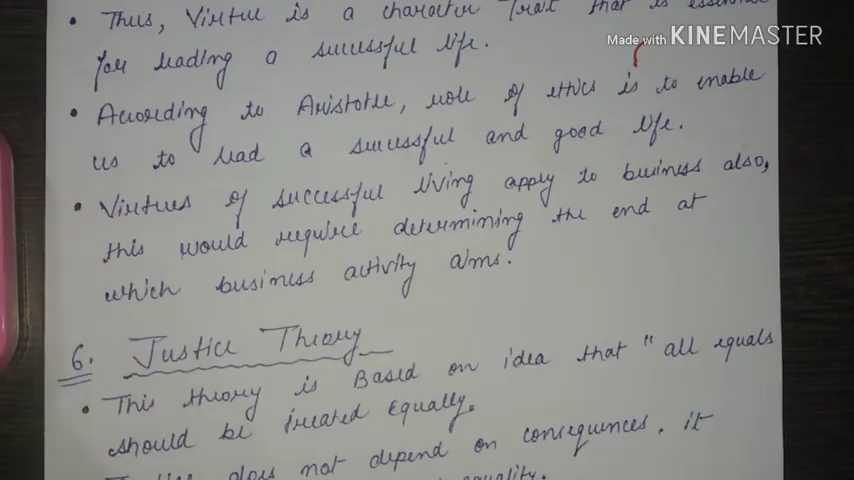 • Thus, Virtue is a character Trait that is essential
for leading a successful life.
Made with KINEMASTER
• According to Aristotle, role of ethics is to enable
us to lead a successful and good life.
• Virtues of successful living apply to business also,
this would require determining the end at
which business activity aims.
6. Justice Theory
• This theory is Based on idea that "all equals
should be treated Equally.
does not depend on consequences. it
equality.